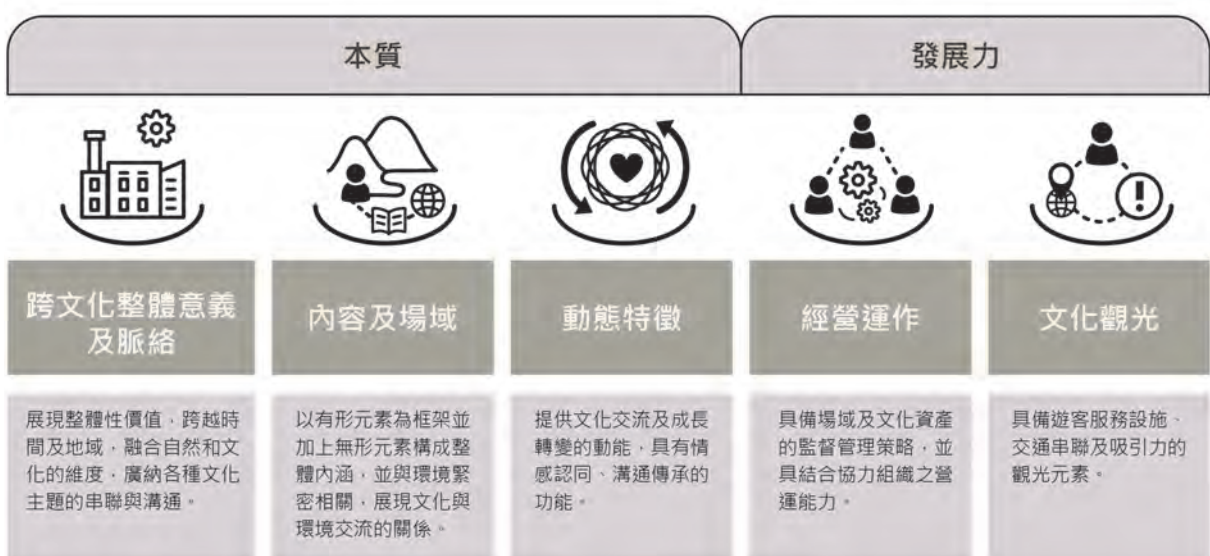 本質
發展力
跨文化整體意義
及脈絡
內容及場域
動態特徵
經營運作
文化觀光
展現整體性價值，跨越時
間及地域，融合自然和文
化的維度，廣納各種文化
主題的串聯與溝通。
以有形元素為框架並
加上無形元素構成整
體內涵，並與環境緊
密相關，展現文化與
環境交流的關係。
提供文化交流及成長
轉變的動能，具有情
感認同、溝通傳承的
功能。
具備場域及文化資產
的監督管理策略，並
具結合協力組織之營
運能力。
具備遊客服務設施、
交通串聯及吸引力的
觀光元素。